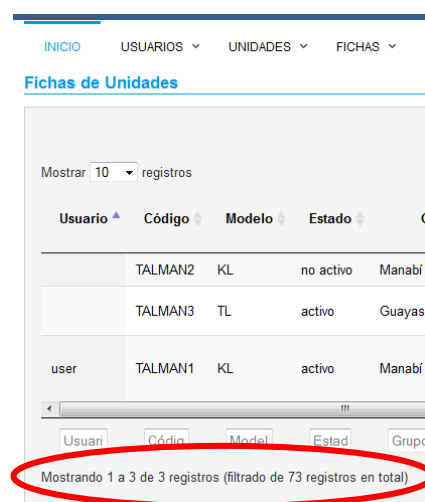 INICIO USUARIOS UNIDADES FICHAS
Fichas de Unidades
Mostrar 10 registros
Usuario Código Modelo Estado
TALMAN2 KL no activo Manabí
TALMAN3 TL activo Guayas
user TALMAN1 KL activo Manabí
Usuari Códig Model Estad Grupo
Mostrando 1 a 3 de 3 registros (filtrado de 73 registros en total)